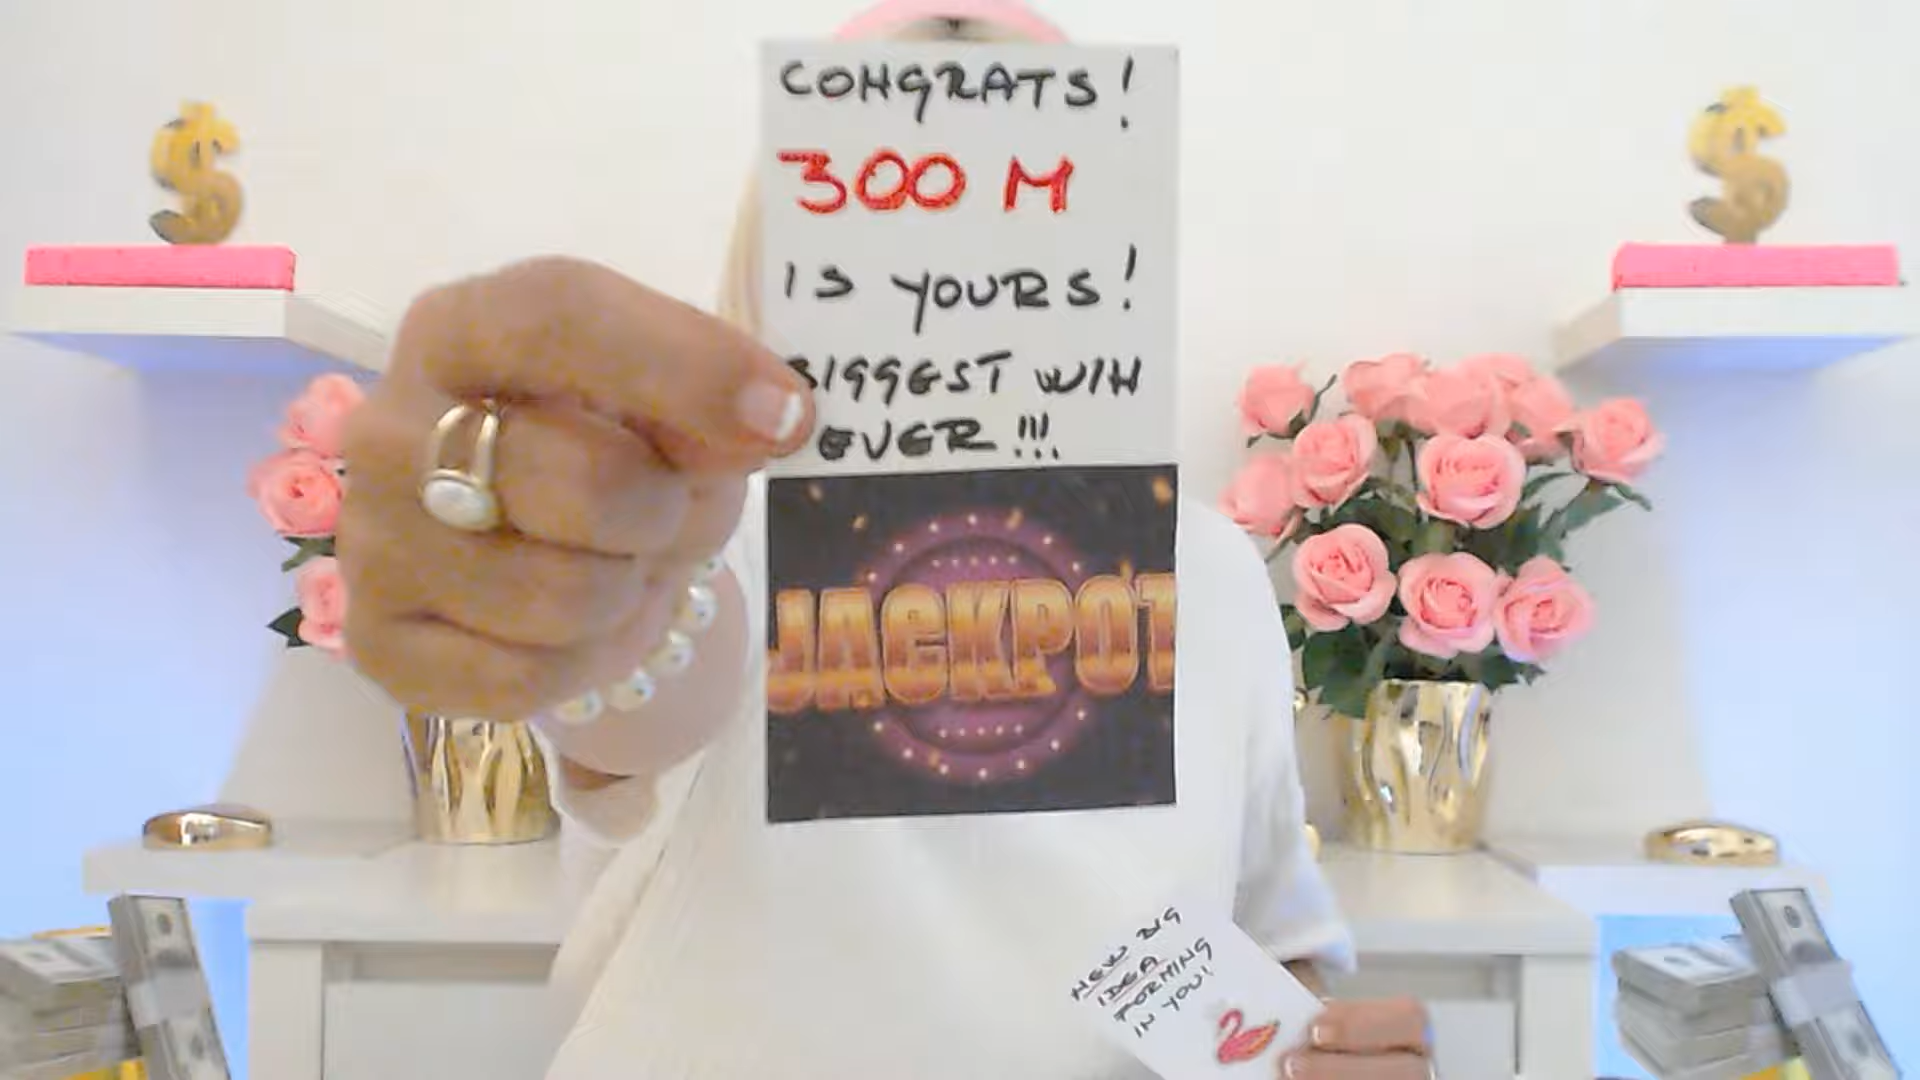 CONGRATS!
300 M
IS YOURS!
BIGGEST WIN
EVER!!!
JACKPOT
NEW BIG
IDEA
FORMING
IN YOU!